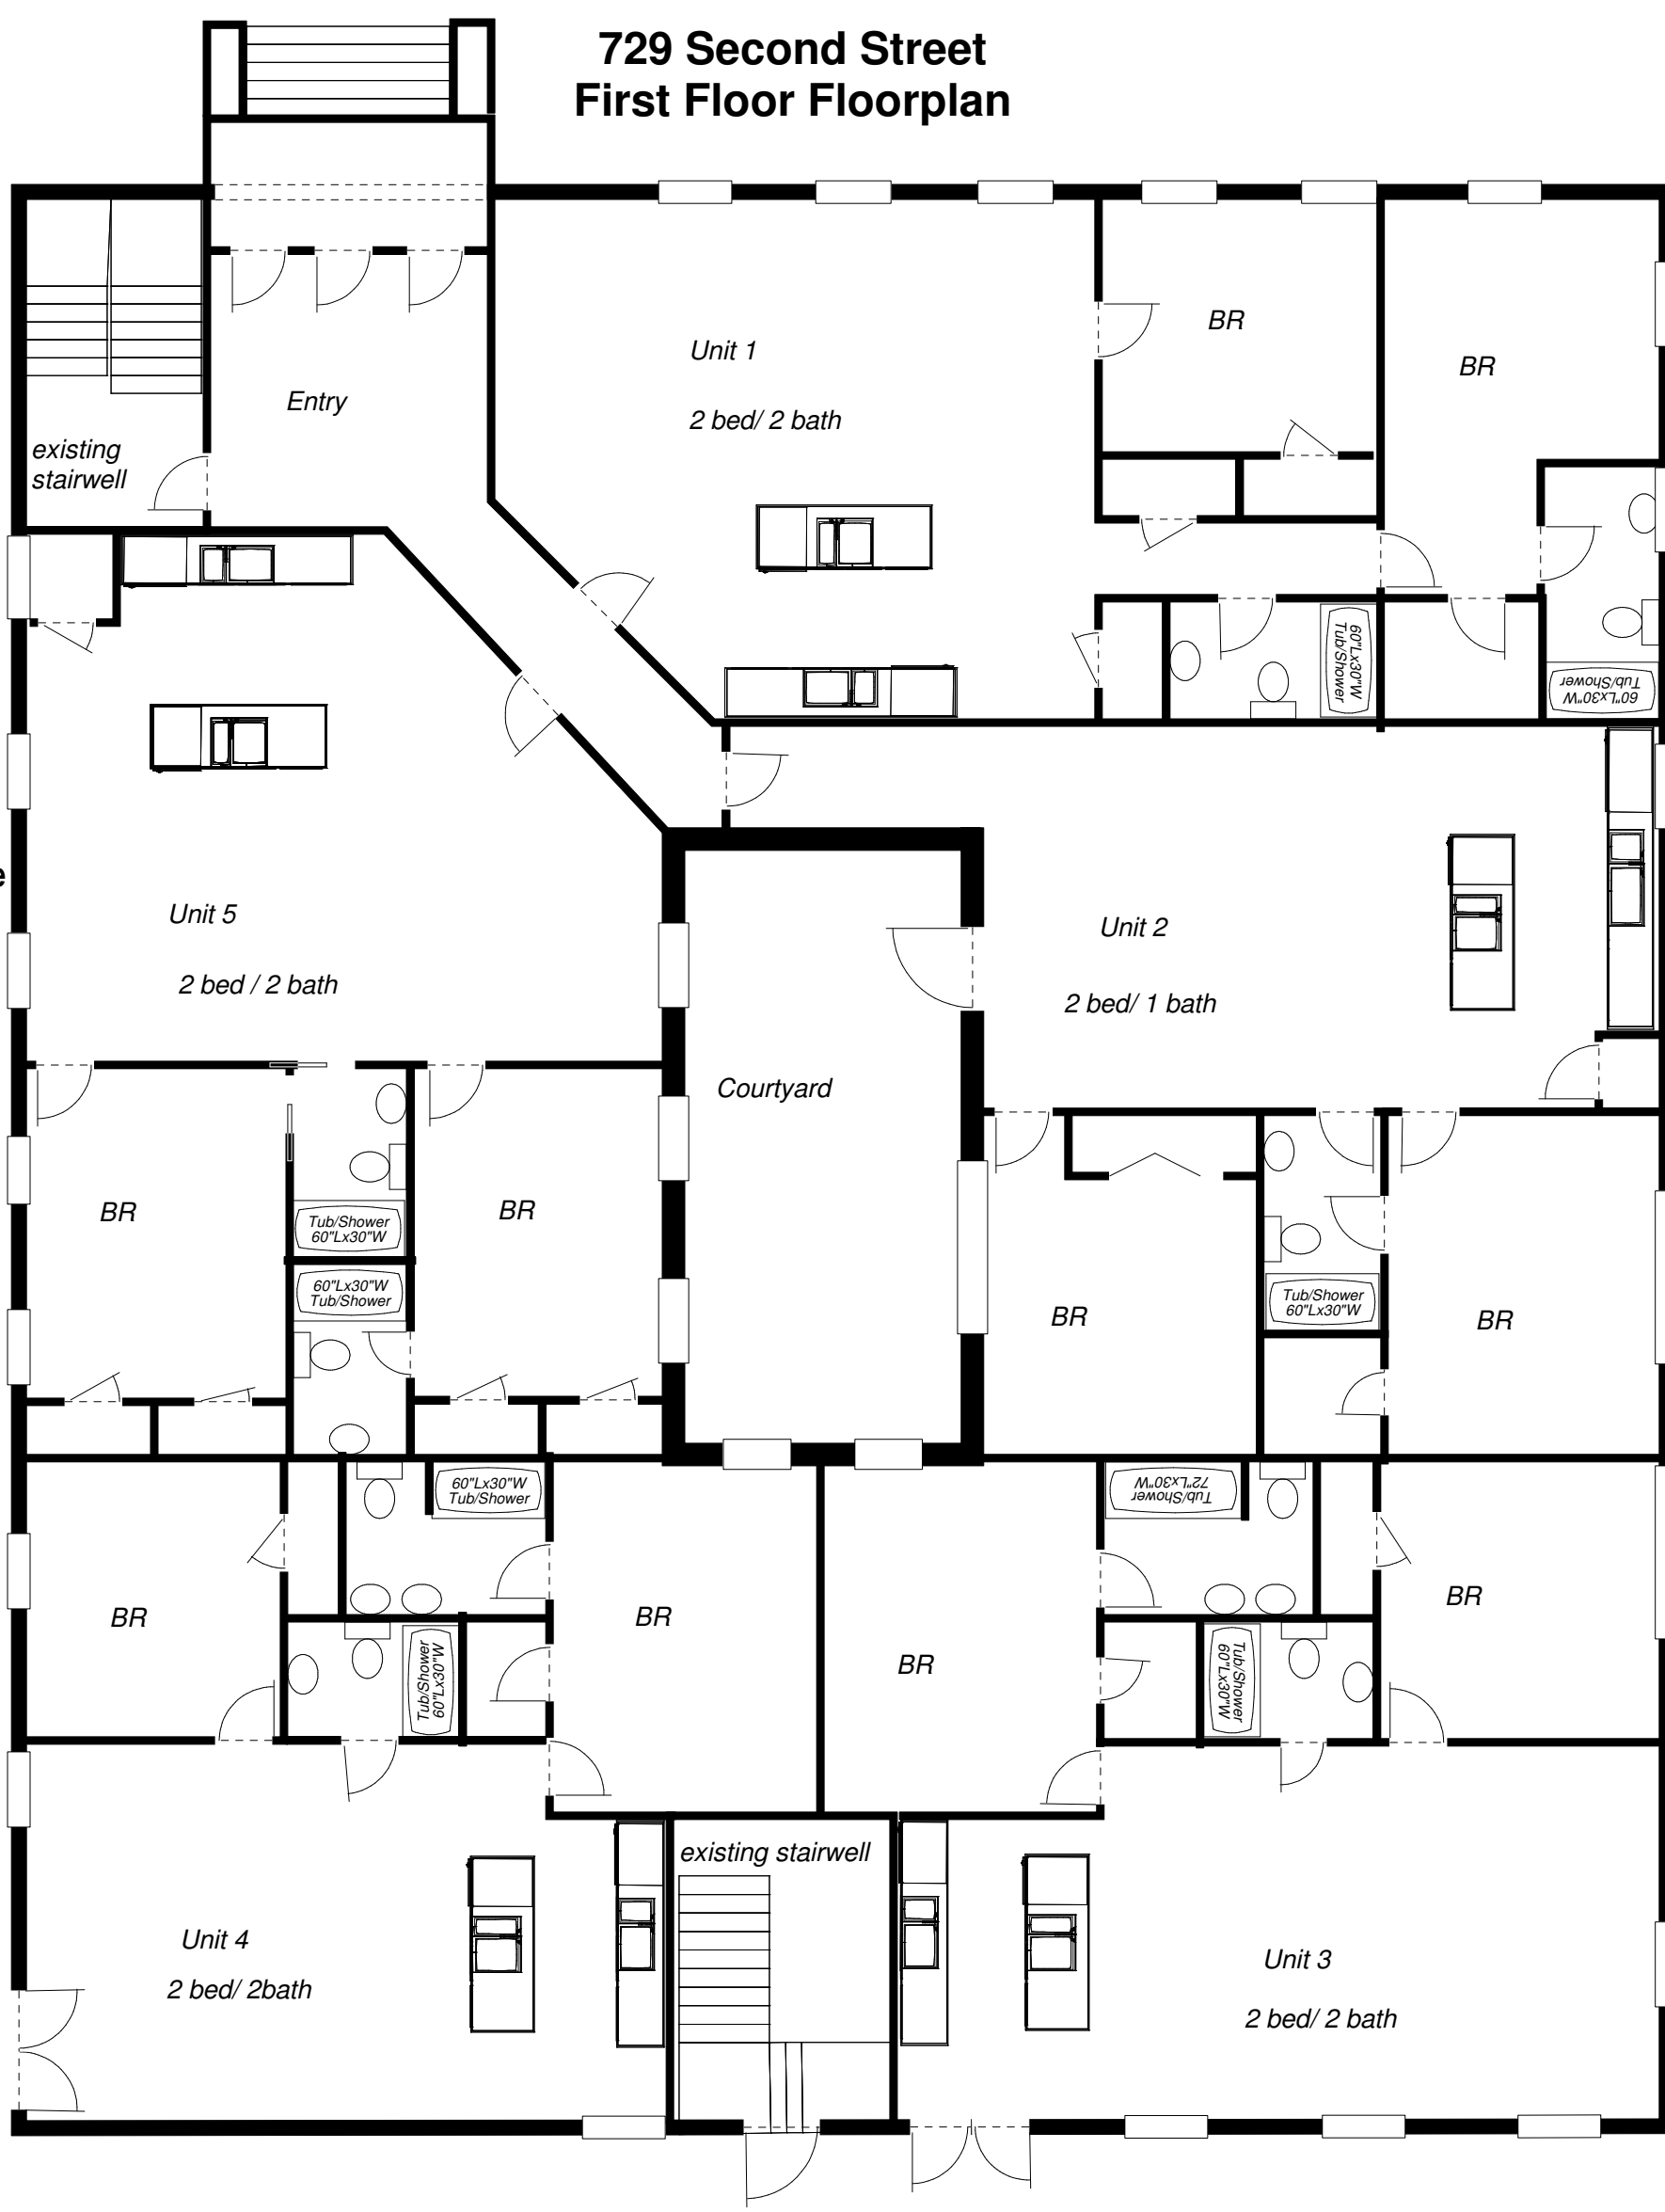 729 Second Street
First Floor Floorplan
BR
Unit 1
BR
Entry
2 bed/ 2 bath
existing
stairwell
60"Lx30"W
Tub/Shower
60"Lx30"W
Tub/Shower
e
Unit 5
Unit 2
2 bed / 2 bath
2 bed/ 1 bath
Courtyard
BR
BR
Tub/Shower
60"Lx30"W
60"Lx30"W
Tub/Shower
BR
Tub/Shower
60"Lx30"W
BR
60"Lx30"W
Tub/Shower
Tub/Shower
72"Lx30"W
BR
BR
BR
BR
Tub/Shower
60"Lx30"W
Tub/Shower
60"Lx30"W
existing stairwell
Unit 4
2 bed/ 2bath
Unit 3
2 bed/ 2 bath